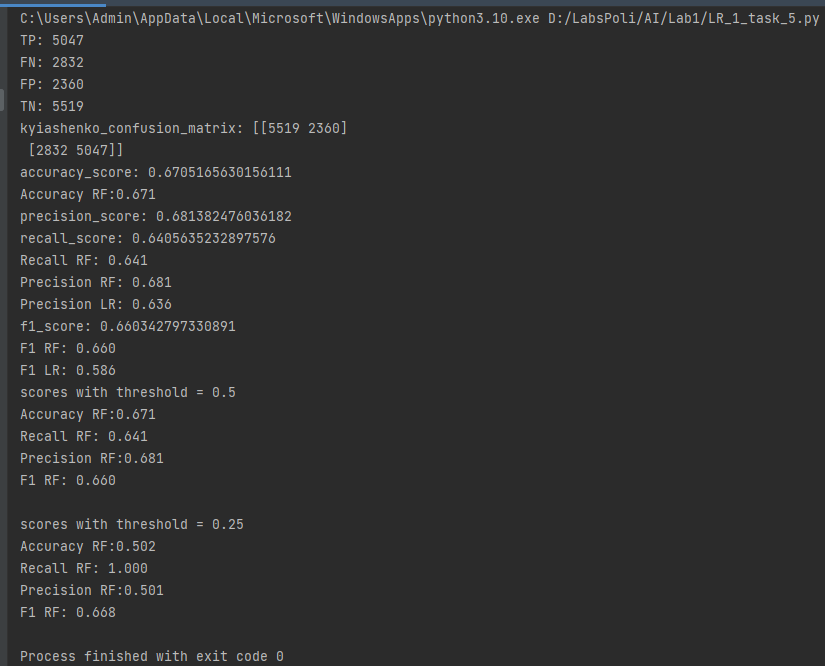 C:\Users\Admin\AppData\Local\Microsoft\WindowsApps\python3.10.exe D:/LabsPoli/AI/Lab1/LR_1_task_5.py
TP: 5047
FN: 2832
FP: 2360
TN: 5519
kyiashenko_confusion_matrix: [[5519 2360]
 [2832 5047]]
accuracy_score: 0.6705165630156111
Accuracy RF:0.671
precision_score: 0.681382476036182
recall_score: 0.6405635232897576
Recall RF: 0.641
Precision RF: 0.681
Precision LR: 0.636
f1_score: 0.660342797330891
F1 RF: 0.660
F1 LR: 0.586
scores with threshold = 0.5
Accuracy RF:0.671
Recall RF: 0.641
Precision RF:0.681
F1 RF: 0.660

scores with threshold = 0.25
Accuracy RF:0.502
Recall RF: 1.000
Precision RF:0.501
F1 RF: 0.668

Process finished with exit code 0